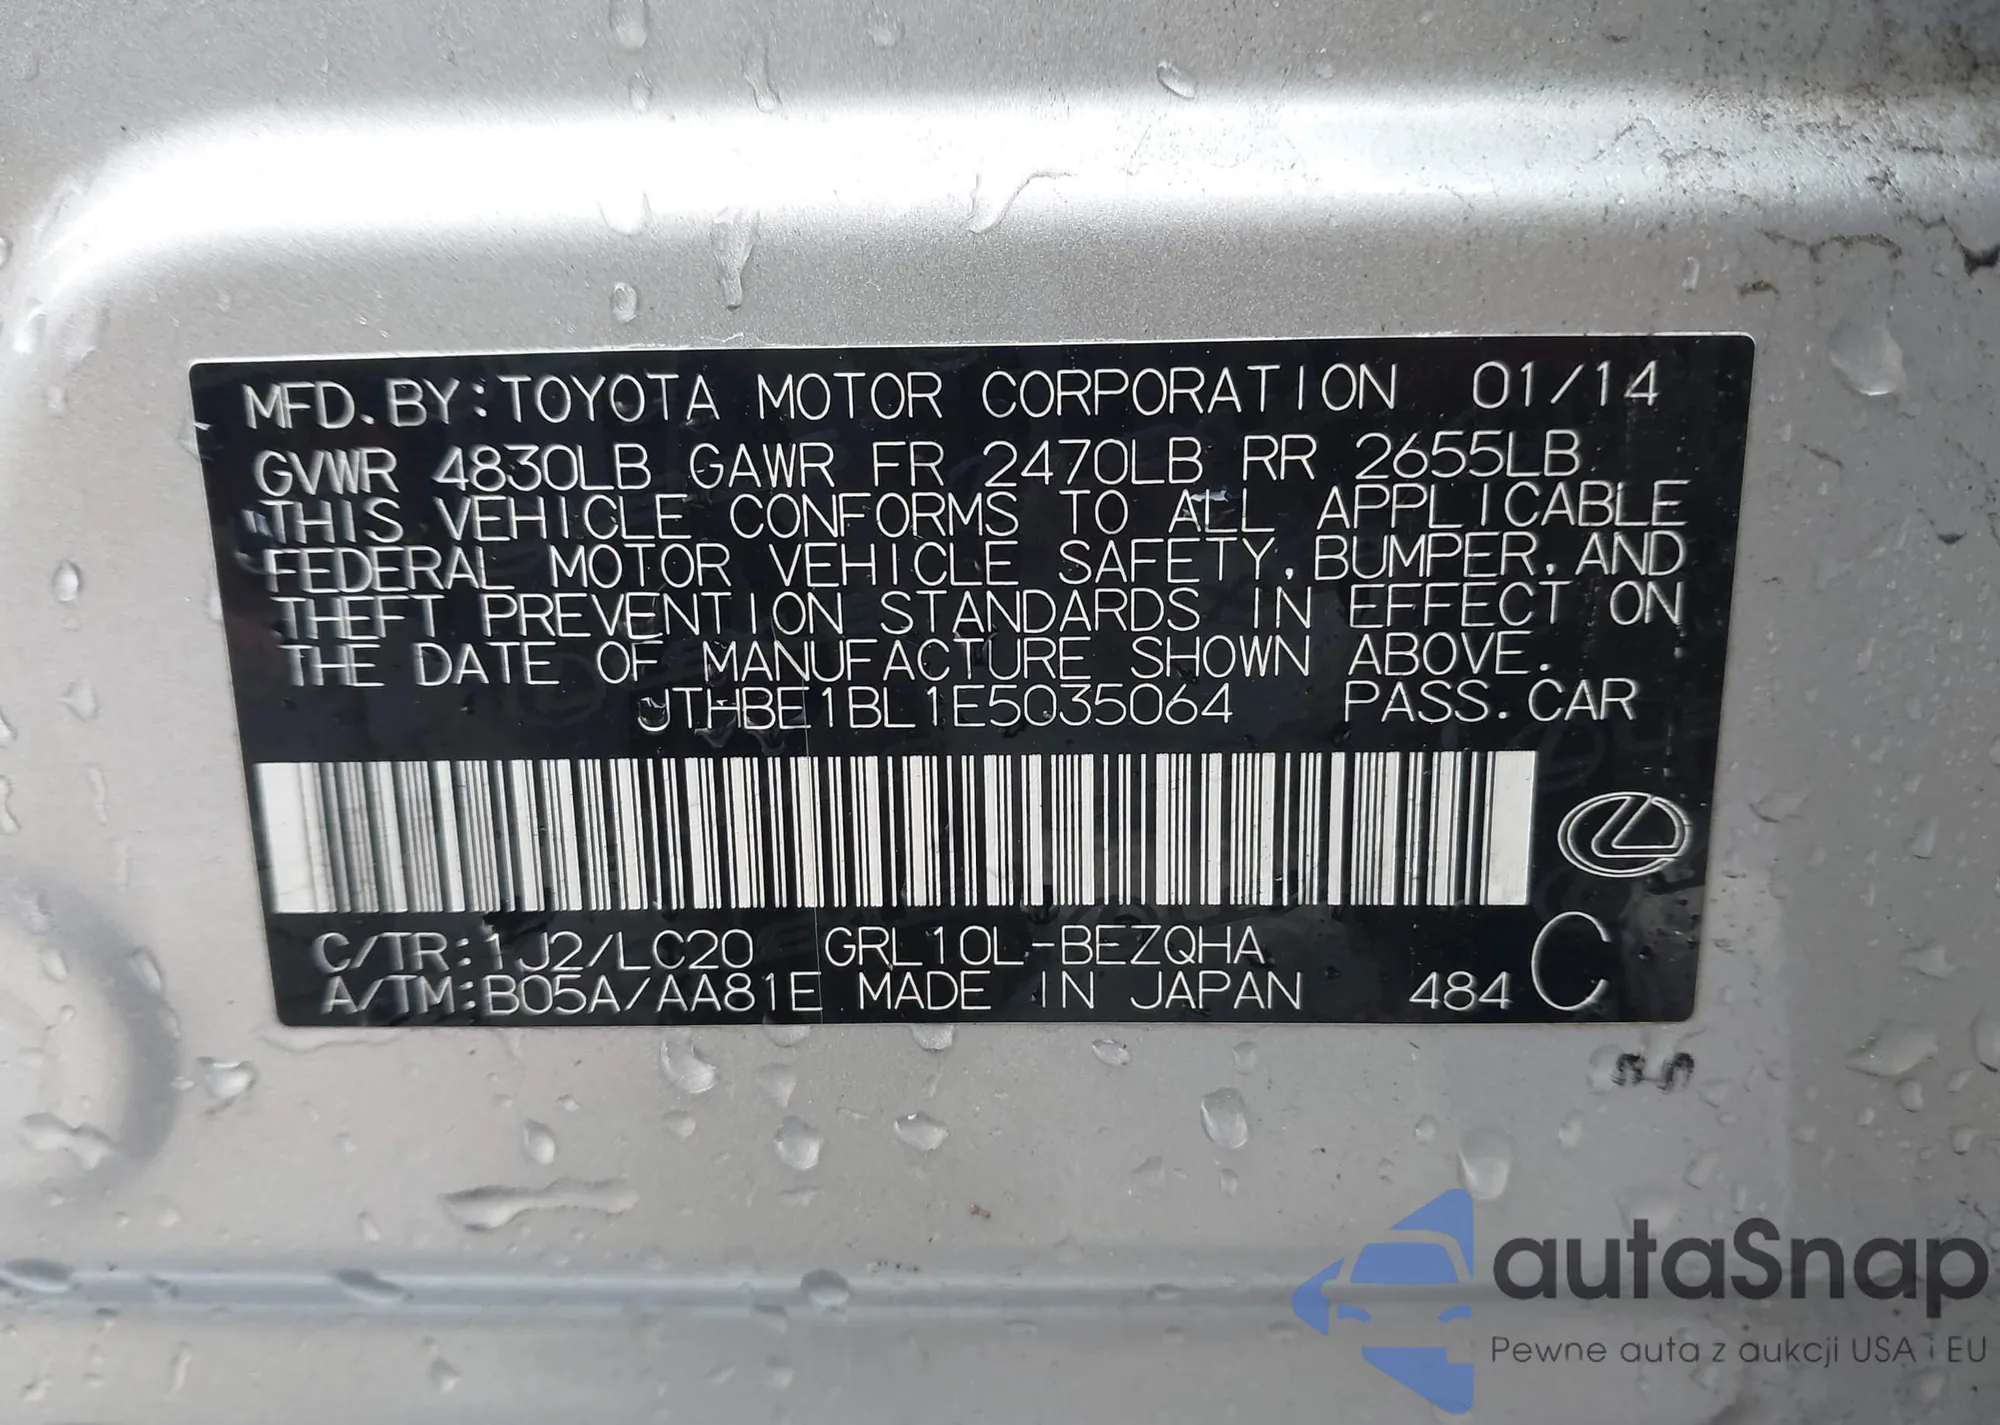 MFD. BY: TOYOTA MOTOR CORPORATION 01/14
GVWR 4830LB GAWR FR 2470LB RR 2655LB
THIS VEHICLE CONFORMS TO ALL APPLICABLE
FEDERAL MOTOR VEHICLE SAFETY, BUMPER, AND
THEFT PREVENTION STANDARDS IN EFFECT ON
THE DATE OF MANUFACTURE SHOWN ABOVE.
JTHBE1BL1E5035064 PASS. CAR
C/TR: 1J2/LC20 GRL10L-BEZQHA
A/TM: B05A/AA81E MADE IN JAPAN 484 C
autaSnap
Pewne auta z aukcji USA i EU